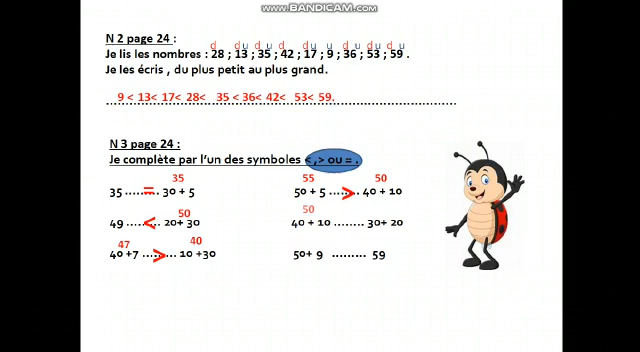 WWW.BANDICAM.COM
N 2 page 24 :
d du du d du u du du d u
Je lis les nombres : 28 ; 13 ; 35 ; 42 ; 17 ; 9 ; 36 ; 53 ; 59 .
Je les écris , du plus petit au plus grand.
9 < 13< 17< 28< 35 < 36< 42< 53< 59.
N 3 page 24 :
Je complète par l’un des symboles < ,> ou = .
35 55 50
35 ....=.... 30 + 5 50 + 5 ....>.... 40 + 10
50 50
49 ....<.... 20+ 30 40 + 10 ........ 30+ 20
47 40
40 +7 ....>.... 10 +30 50+ 9 ......... 59